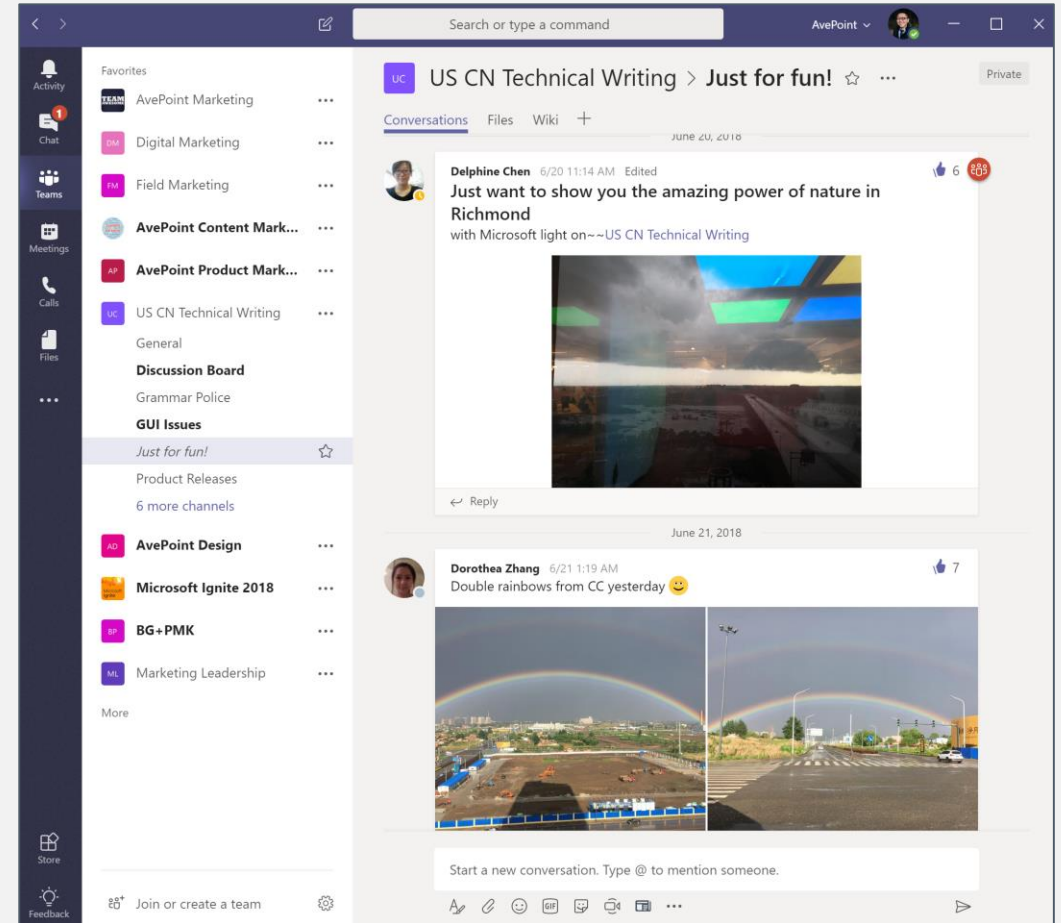 Search or type a command
AvePoint
Activity
Chat
1
Teams
Meetings
Calls
Files
Store
Feedback
Favorites
TEAM
AvePoint Marketing
DM
Digital Marketing
FM
Field Marketing
AvePoint Content Mark...
AP
AvePoint Product Mark...
UC
US CN Technical Writing
General
Discussion Board
Grammar Police
GUI Issues
Just for fun!
Product Releases
6 more channels
AD
AvePoint Design
Microsoft Ignite 2018
BP
BG+PMK
ML
Marketing Leadership
More
Join or create a team
UC
US CN Technical Writing > Just for fun!
Private
Conversations Files Wiki
June 20, 2018
Delphine Chen 6/20 11:14 AM Edited
6
Just want to show you the amazing power of nature in
Richmond
with Microsoft light on~~US CN Technical Writing
Reply
June 21, 2018
Dorothea Zhang 6/21 1:19 AM
7
Double rainbows from CC yesterday
Start a new conversation. Type @ to mention someone.
GIF